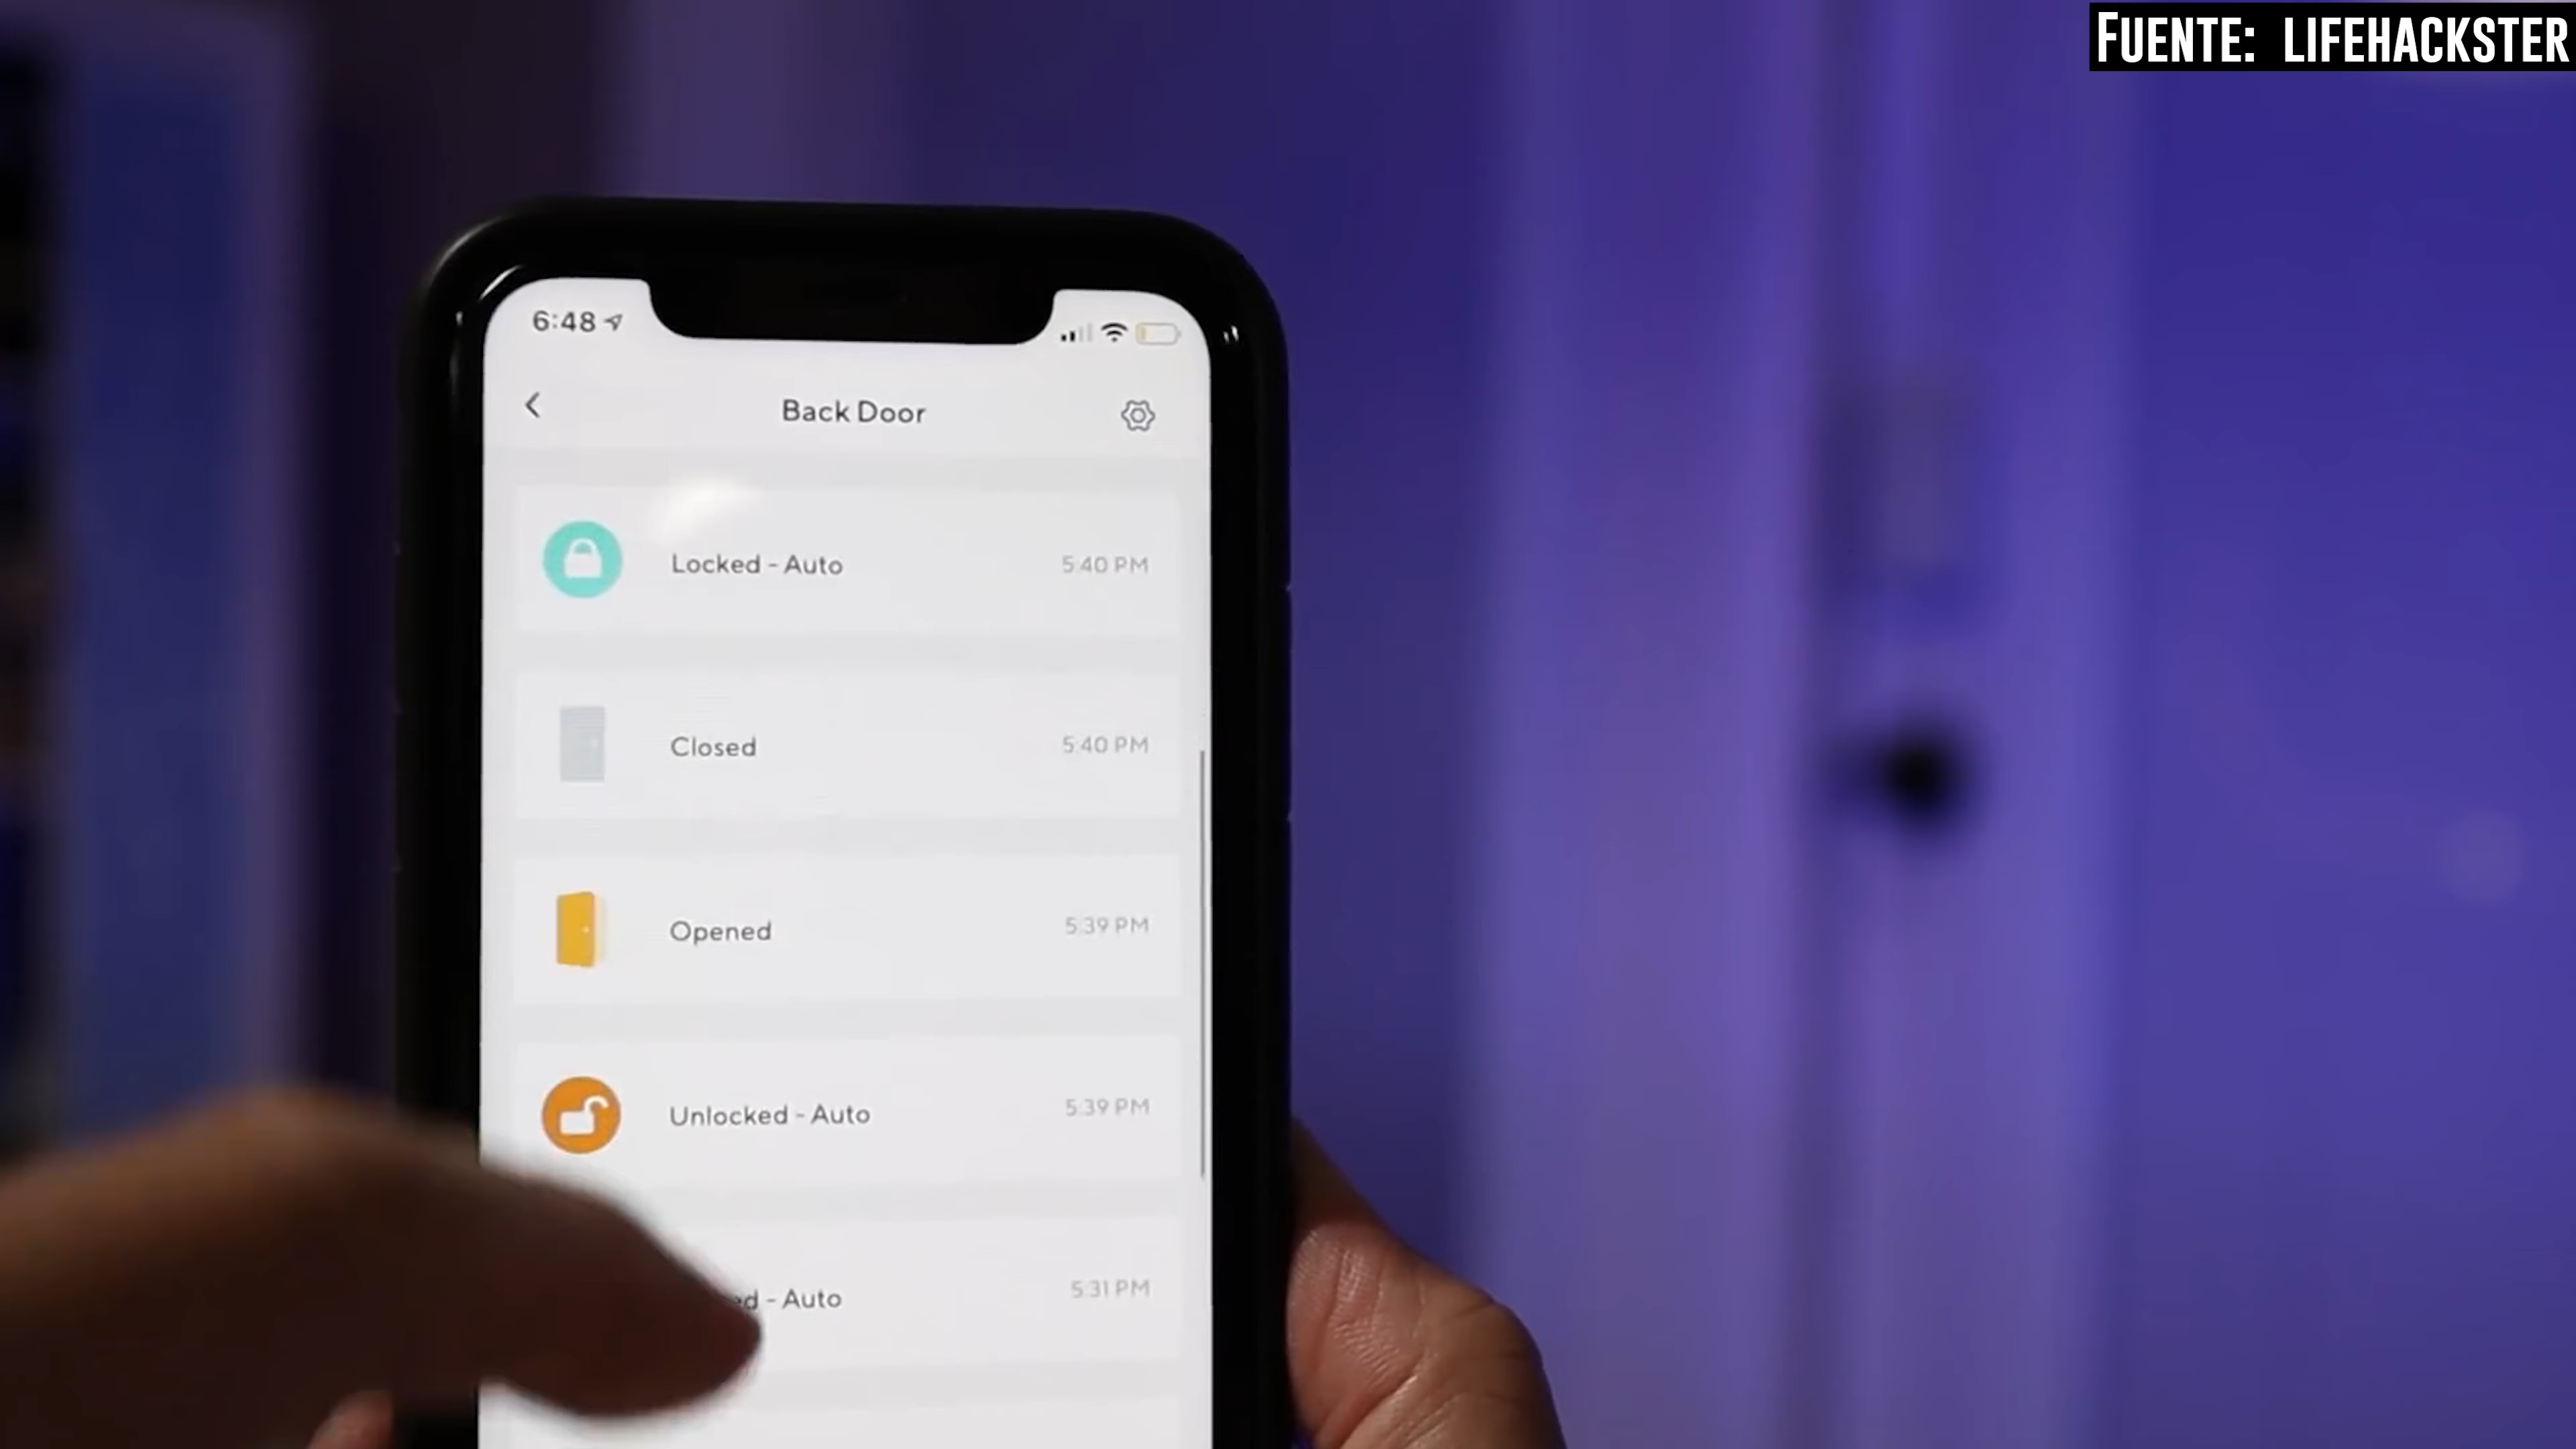 Fuente: LIFEHACKSTER
6:48
Back Door
Locked - Auto 5:40 PM
Closed 5:40 PM
Opened 5:39 PM
Unlocked - Auto 5:39 PM
- Auto 5:31 PM